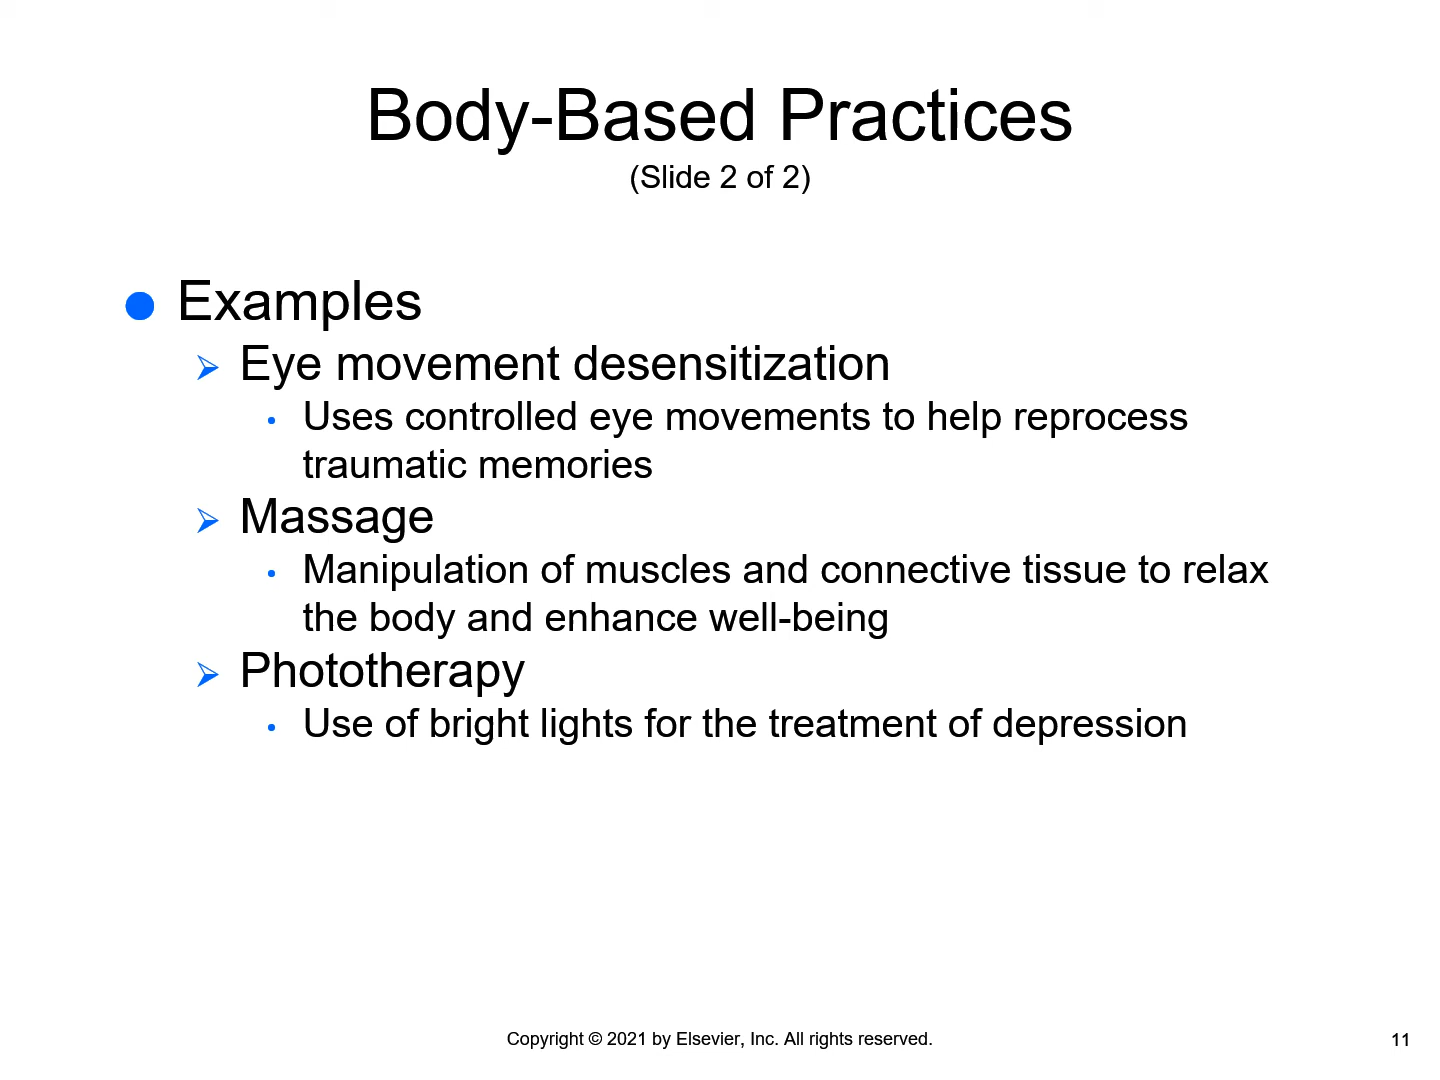 Body-Based Practices
(Slide 2 of 2)
Examples
Eye movement desensitization
Uses controlled eye movements to help reprocess
traumatic memories
Massage
Manipulation of muscles and connective tissue to relax
the body and enhance well-being
Phototherapy
Use of bright lights for the treatment of depression
Copyright © 2021 by Elsevier, Inc. All rights reserved.
11